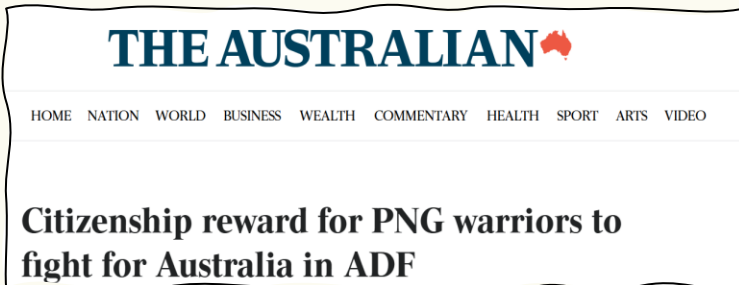 THE AUSTRALIAN
HOME NATION WORLD BUSINESS WEALTH COMMENTARY HEALTH SPORT ARTS VIDEO
Citizenship reward for PNG warriors to
fight for Australia in ADF